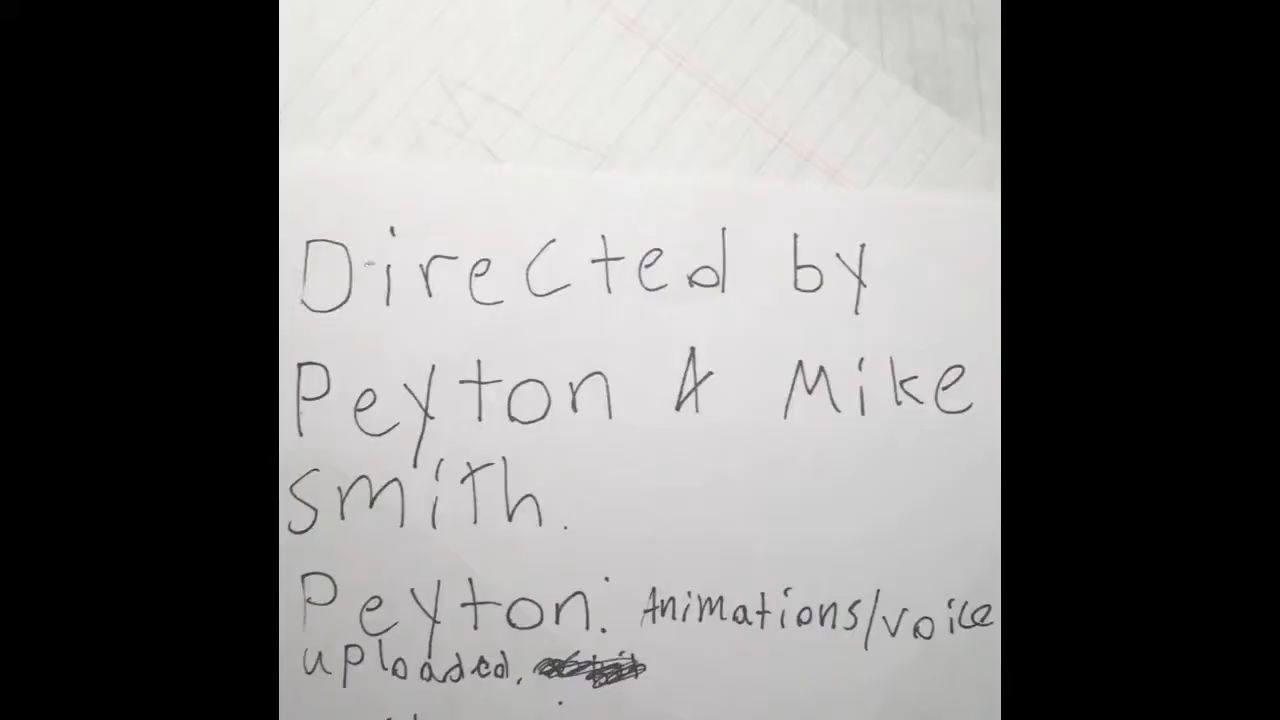 Directed by
Peyton & Mike
smith.
Peyton: Animations/voice
uploaded.